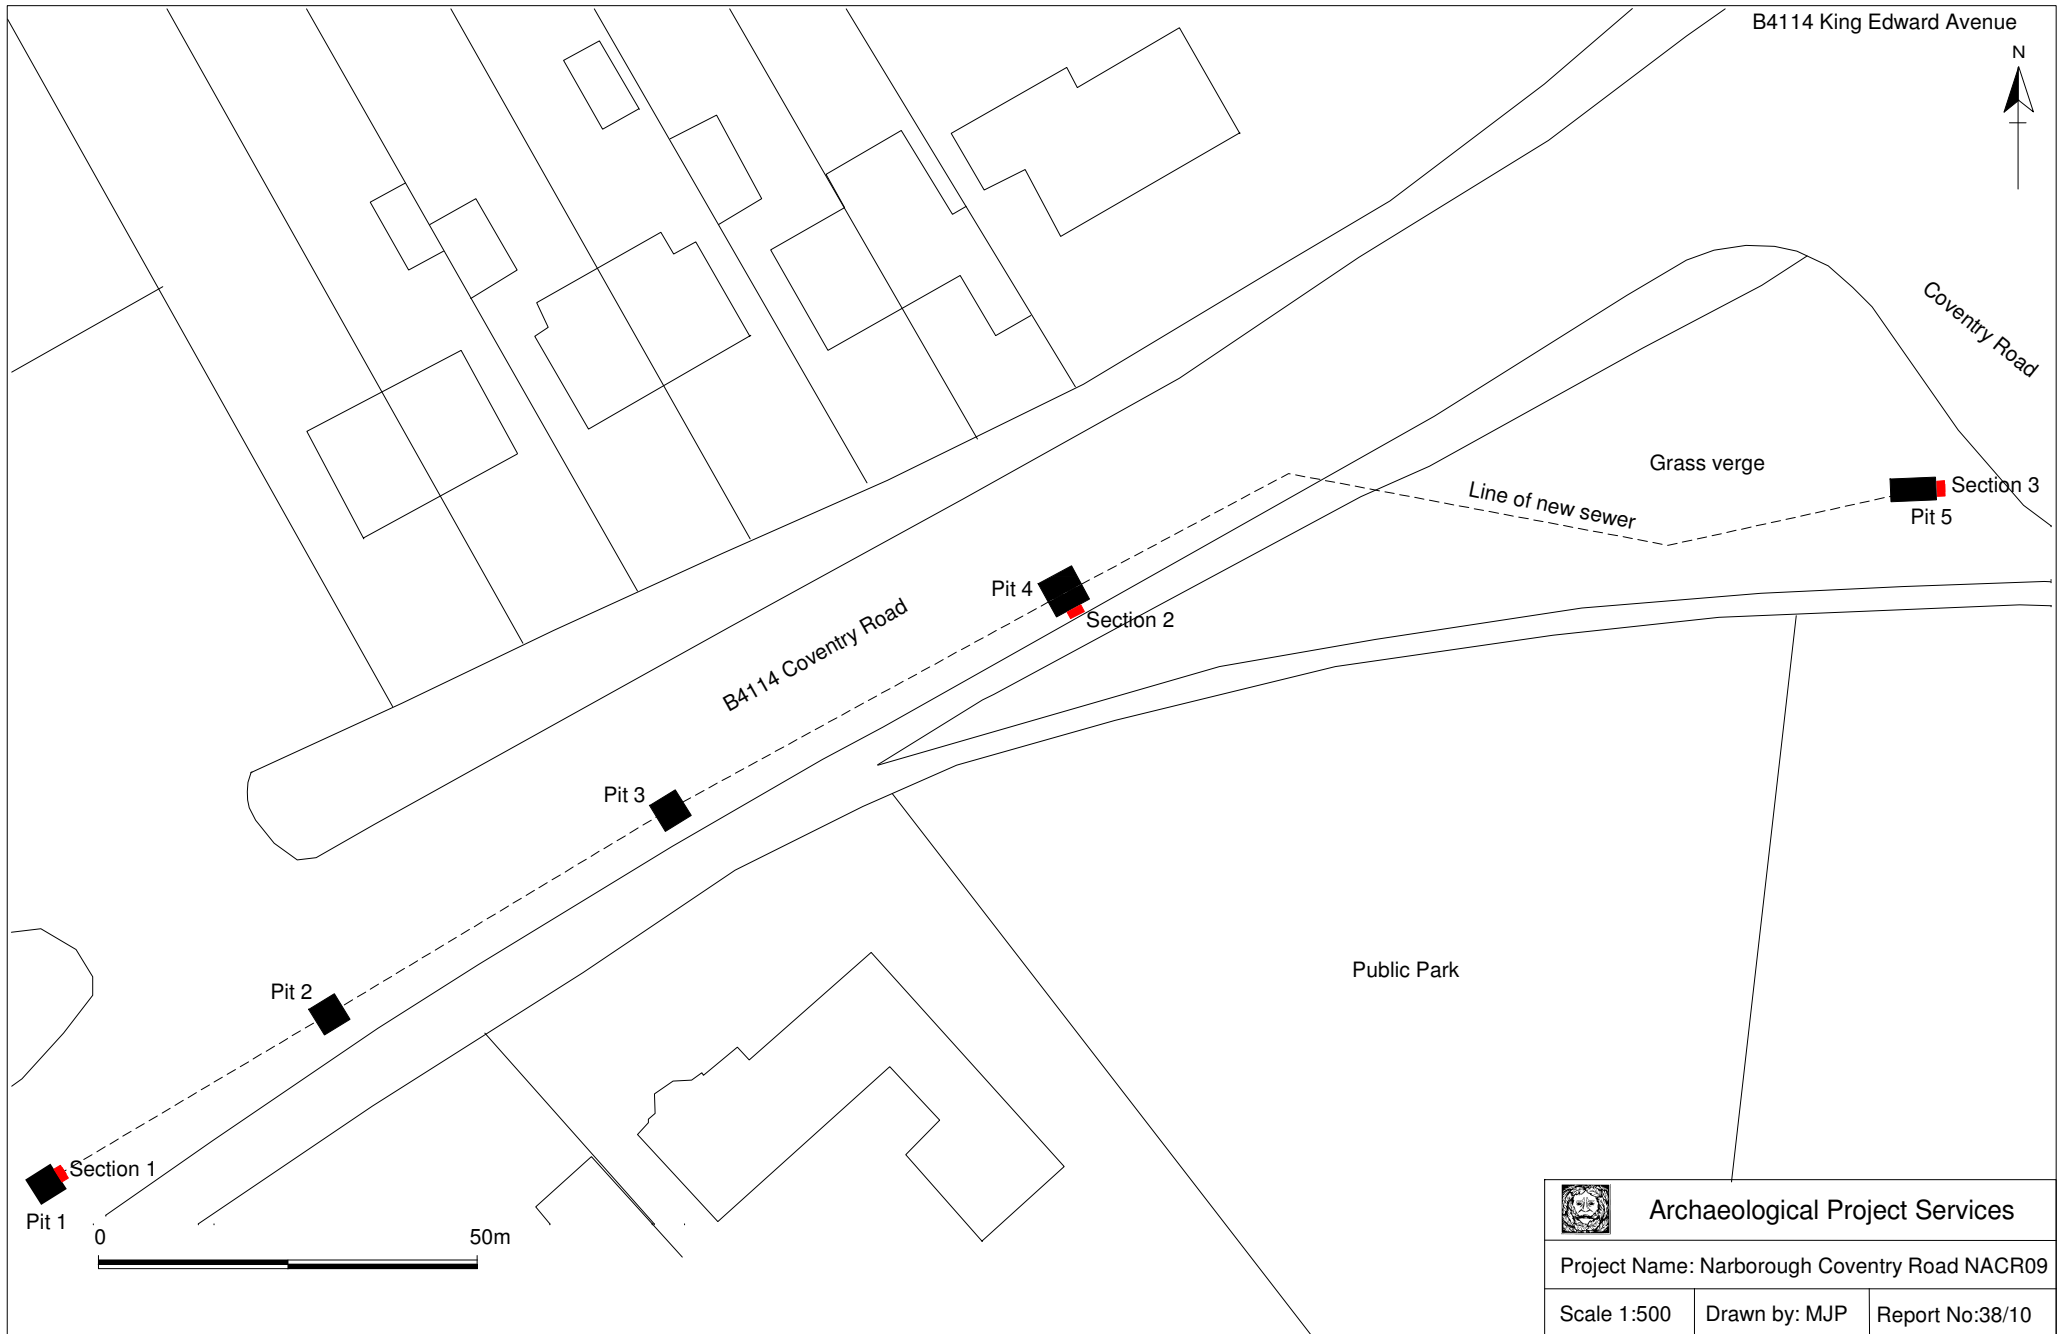 B4114 King Edward Avenue
N
Coventry Road
Grass verge
Line of new sewer
Section 3
Pit 5
Pit 4
Section 2
B4114 Coventry Road
Pit 3
Public Park
Pit 2
Section 1
Pit 1
0 50m
Archaeological Project Services
Project Name: Narborough Coventry Road NACR09
Scale 1:500 Drawn by: MJP Report No:38/10